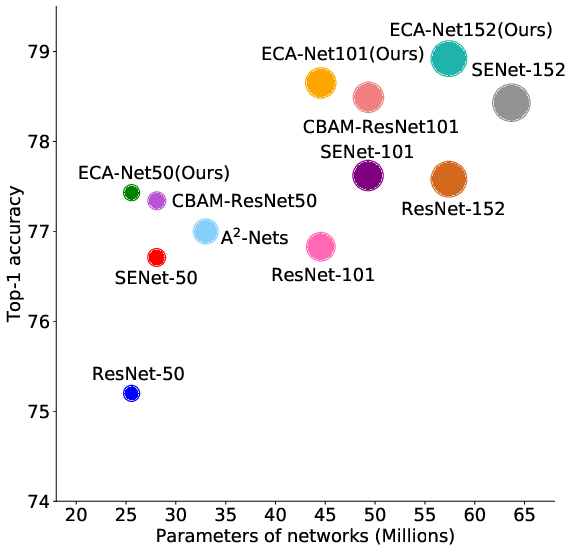 ECA-Net152(Ours)
ECA-Net101(Ours)
SENet-152
CBAM-ResNet101
SENet-101
ECA-Net50(Ours)
CBAM-ResNet50
ResNet-152
A²-Nets
SENet-50
ResNet-101
ResNet-50
Top-1 accuracy
79
78
77
76
75
74
20 25 30 35 40 45 50 55 60 65
Parameters of networks (Millions)